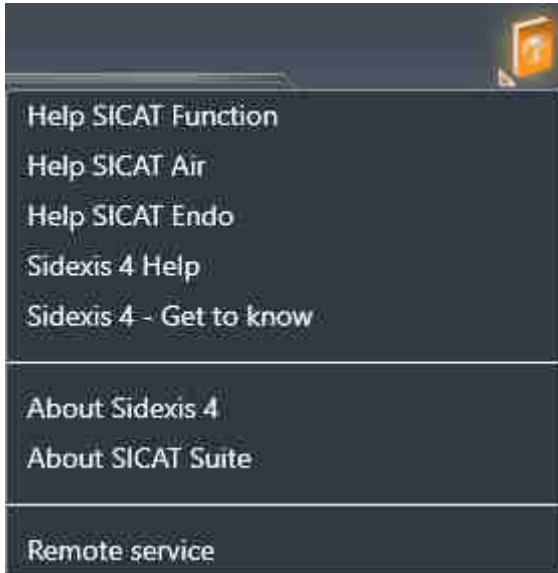 Help SICAT Function
Help SICAT Air
Help SICAT Endo
Sidexis 4 Help
Sidexis 4 - Get to know
About Sidexis 4
About SICAT Suite
Remote service